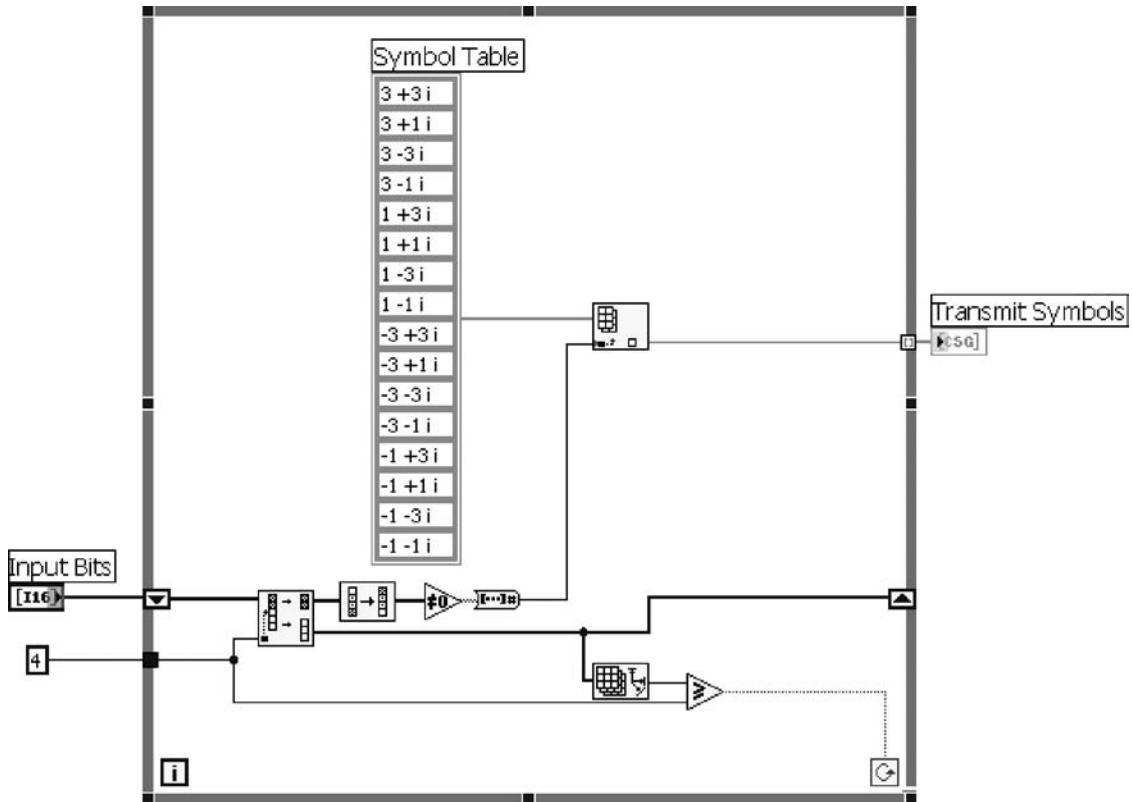 Symbol Table
3 +3 i
3 +1 i
3 -3 i
3 -1 i
1 +3 i
1 +1 i
1 -3 i
1 -1 i
-3 +3 i
-3 +1 i
-3 -3 i
-3 -1 i
-1 +3 i
-1 +1 i
-1 -3 i
-1 -1 i
Transmit Symbols
CSG]
Input Bits
[I16]
≠0
[···]#
4
≥
i